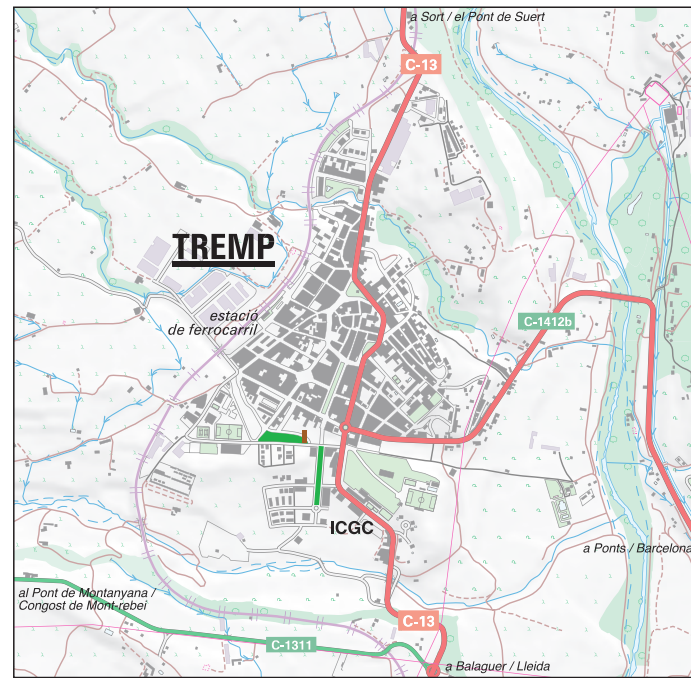 a Sort / el Pont de Suert
C-13
TREMP
estació
de ferrocarril
C-1412b
ICGC
a Ponts / Barcelona
al Pont de Montanyana /
Congost de Mont-rebei
C-13
C-1311
a Balaguer / Lleida